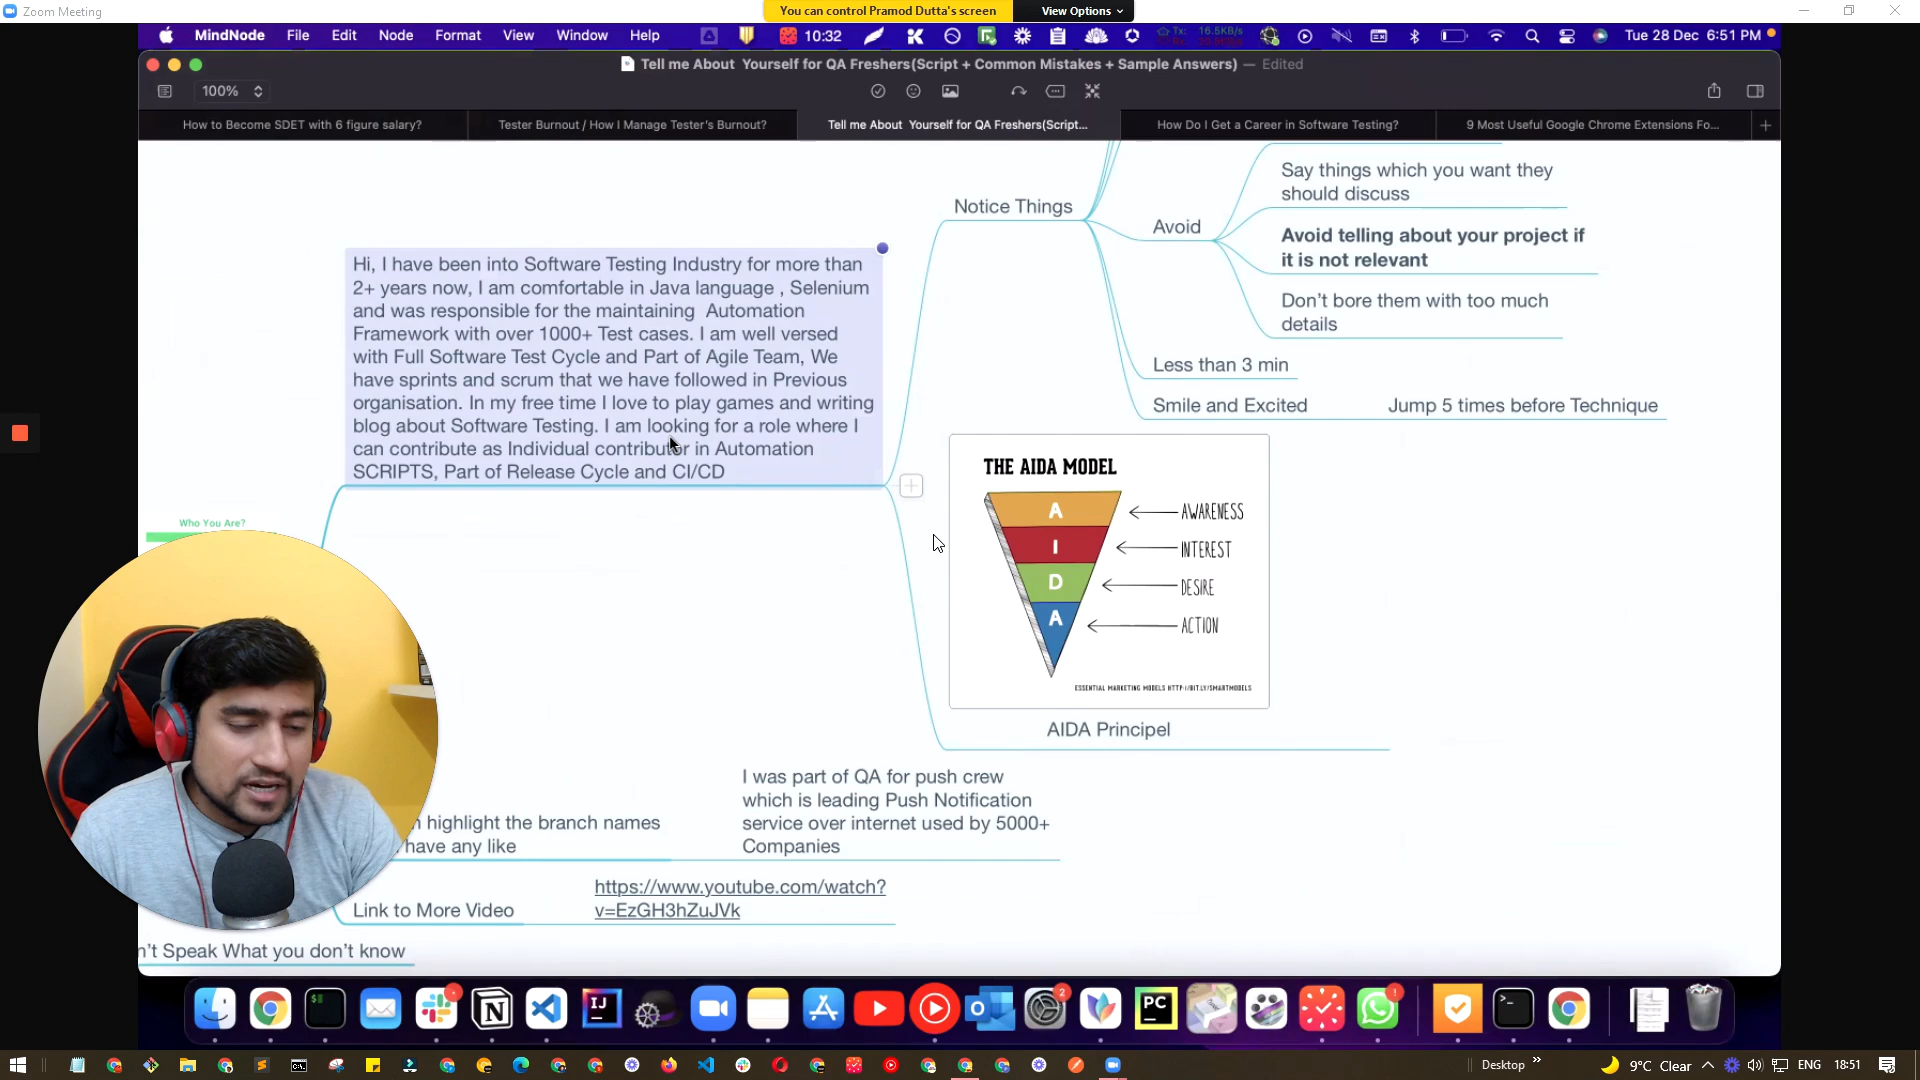 Zoom Meeting
You can control Pramod Dutta's screen
View Options
MindNode File Edit Node Format View Window Help
10:32
Tx: 16.5KB/s
Tue 28 Dec 6:51 PM
Tell me About Yourself for QA Freshers(Script + Common Mistakes + Sample Answers) — Edited
100%
How to Become SDET with 6 figure salary?
Tester Burnout / How I Manage Tester's Burnout?
Tell me About Yourself for QA Freshers(Script...
How Do I Get a Career in Software Testing?
9 Most Useful Google Chrome Extensions Fo...
Notice Things
Avoid
Say things which you want they
should discuss
Avoid telling about your project if
it is not relevant
Don't bore them with too much
details
Less than 3 min
Smile and Excited
Jump 5 times before Technique
Hi, I have been into Software Testing Industry for more than
2+ years now, I am comfortable in Java language , Selenium
and was responsible for the maintaining Automation
Framework with over 1000+ Test cases. I am well versed
with Full Software Test Cycle and Part of Agile Team, We
have sprints and scrum that we have followed in Previous
organisation. In my free time I love to play games and writing
blog about Software Testing. I am looking for a role where I
can contribute as Individual contributor in Automation
SCRIPTS, Part of Release Cycle and CI/CD
Who You Are?
THE AIDA MODEL
A AWARENESS
I INTEREST
D DESIRE
A ACTION
ESSENTIAL MARKETING MODELS HTTP://BIT.LY/SMARTMODELS
AIDA Principel
highlight the branch names
have any like
I was part of QA for push crew
which is leading Push Notification
service over internet used by 5000+
Companies
Link to More Video
https://www.youtube.com/watch?
v=EzGH3hZuJVk
n't Speak What you don't know
Desktop
9°C Clear
ENG
18:51